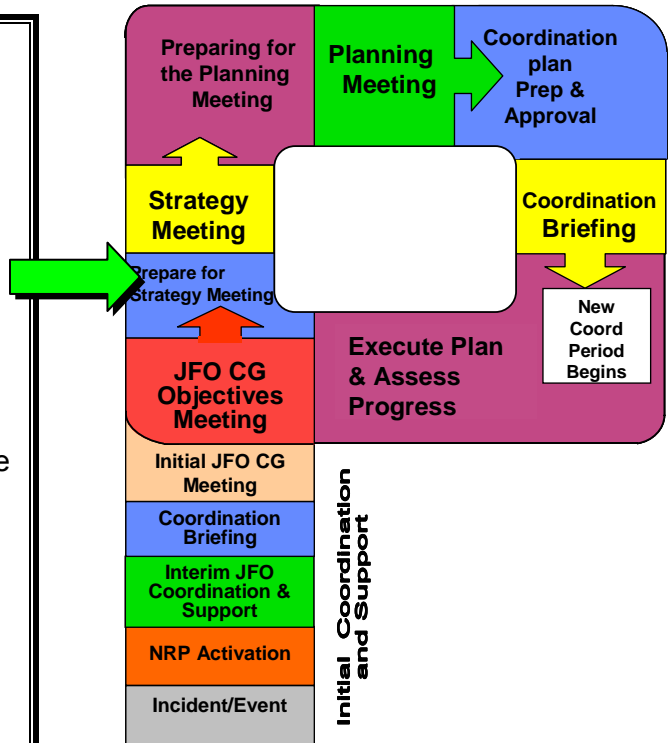 Preparing for
the Planning
Meeting
Planning
Meeting
Coordination
plan
Prep &
Approval
Strategy
Meeting
Coordination
Briefing
Prepare for
Strategy Meeting
New
Coord
Period
Begins
Execute Plan
& Assess
Progress
JFO CG
Objectives
Meeting
e
Initial JFO CG
Meeting
Coordination
Briefing
Interim JFO
Coordination &
Support
NRP Activation
Incident/Event
Initial Coordination
and Support